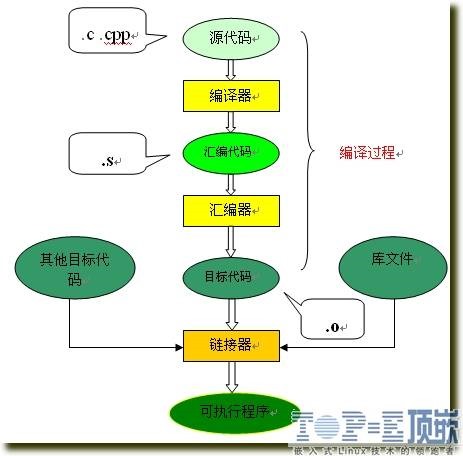 .c .cpp
源代码
编译器
.s
汇编代码
编译过程
汇编器
其他目标代
码
目标代码
库文件
.o
链接器
可执行程序
TOP-E顶嵌
嵌入式Linux技术的领跑者